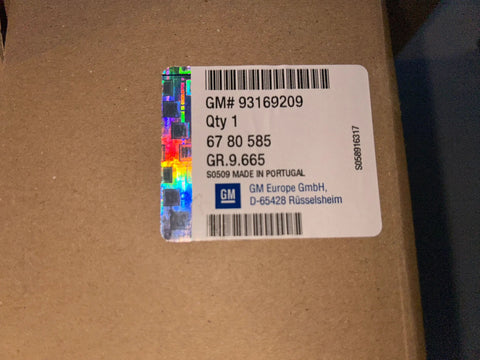 GM# 93169209
Qty 1
67 80 585
GR.9.665
S0509 MADE IN PORTUGAL
GM
GM Europe GmbH,
D-65428 Rüsselsheim
S058916317